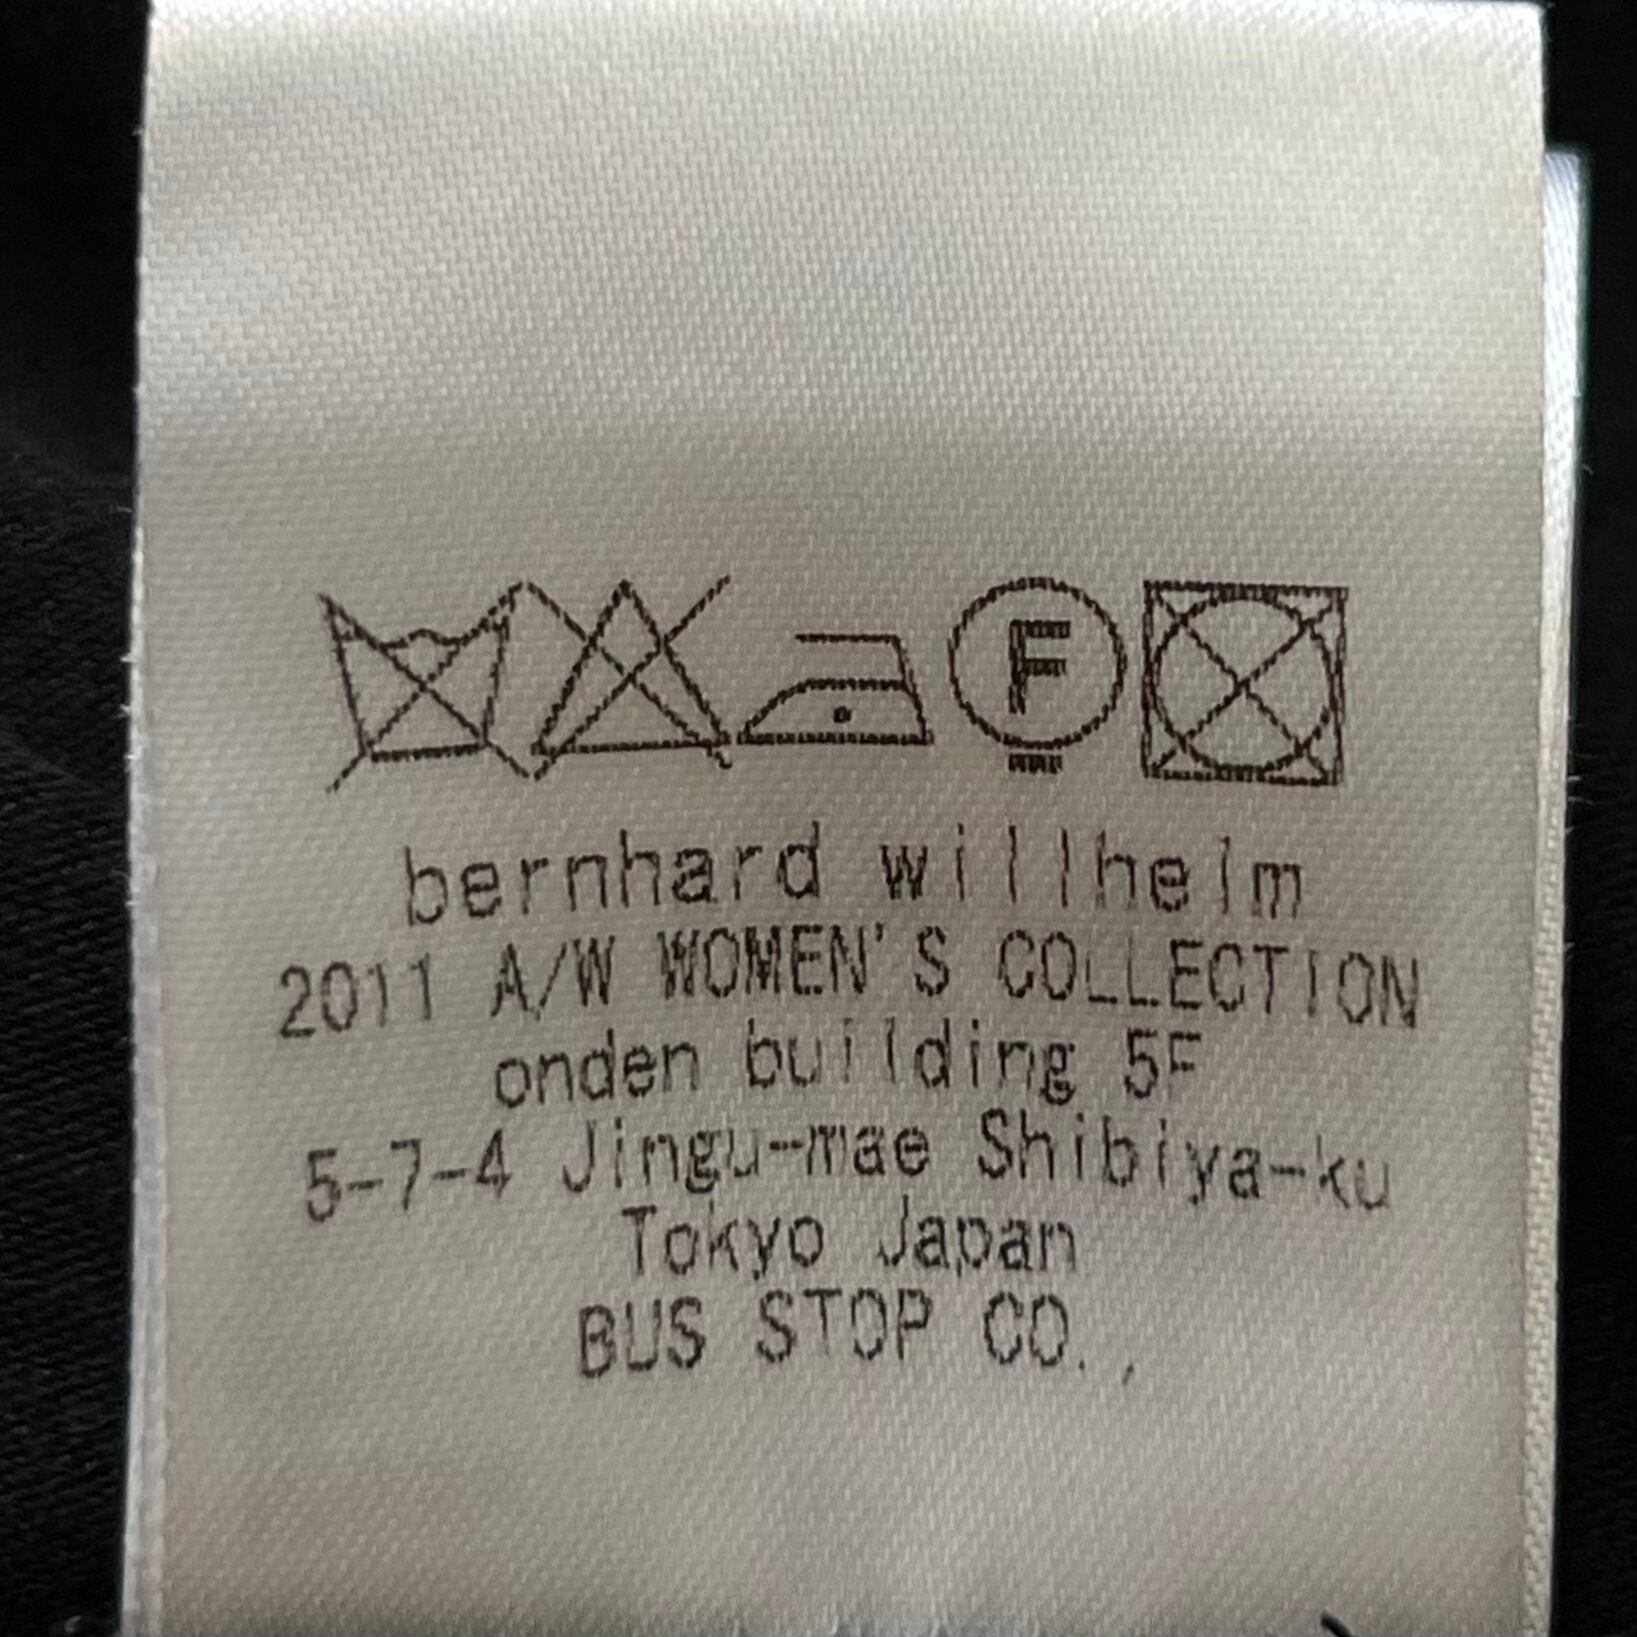 F
bernhard willhelm
2011 A/W WOMEN'S COLLECTION
onden building 5F
5-7-4 Jingu-mae Shibiya-ku
Tokyo Japan
BUS STOP CO.,